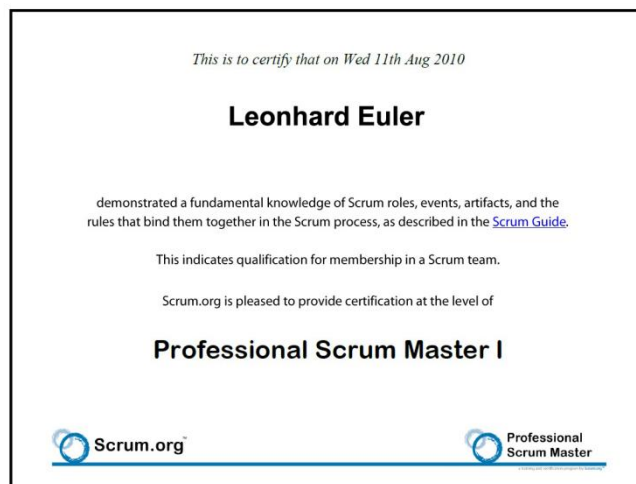 This is to certify that on Wed 11th Aug 2010
Leonhard Euler
demonstrated a fundamental knowledge of Scrum roles, events, artifacts, and the
rules that bind them together in the Scrum process, as described in the Scrum Guide.
This indicates qualification for membership in a Scrum team.
Scrum.org is pleased to provide certification at the level of
Professional Scrum Master I
Scrum.org™
Professional
Scrum Master